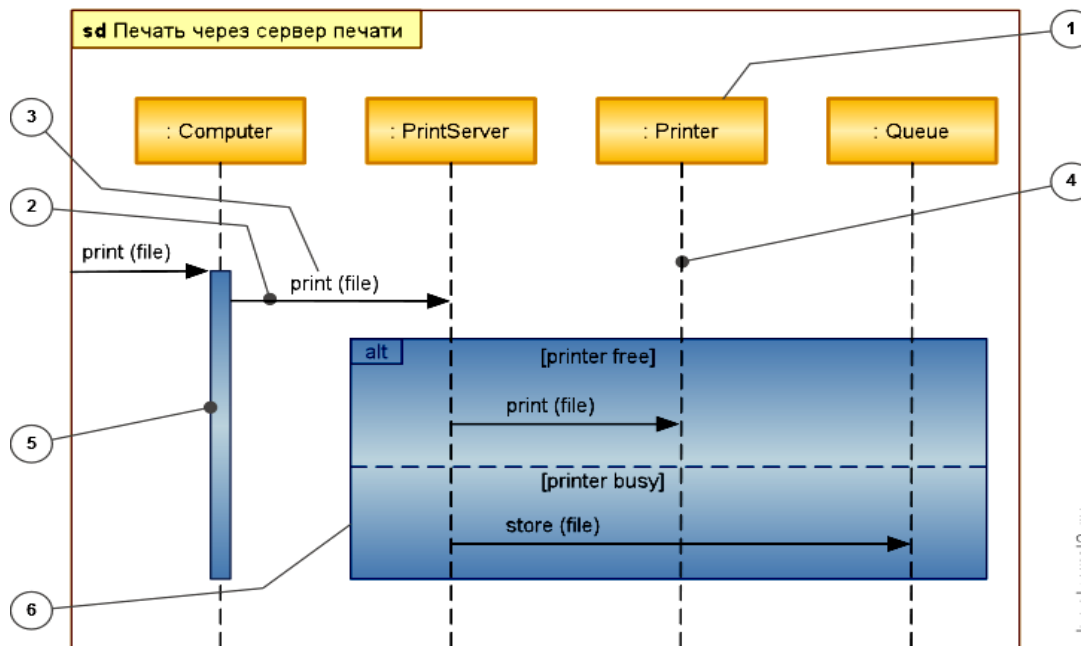 sd Печать через сервер печати
1
: Computer
: PrintServer
: Printer
: Queue
3
4
2
print (file)
print (file)
alt
[printer free]
print (file)
5
[printer busy]
store (file)
6